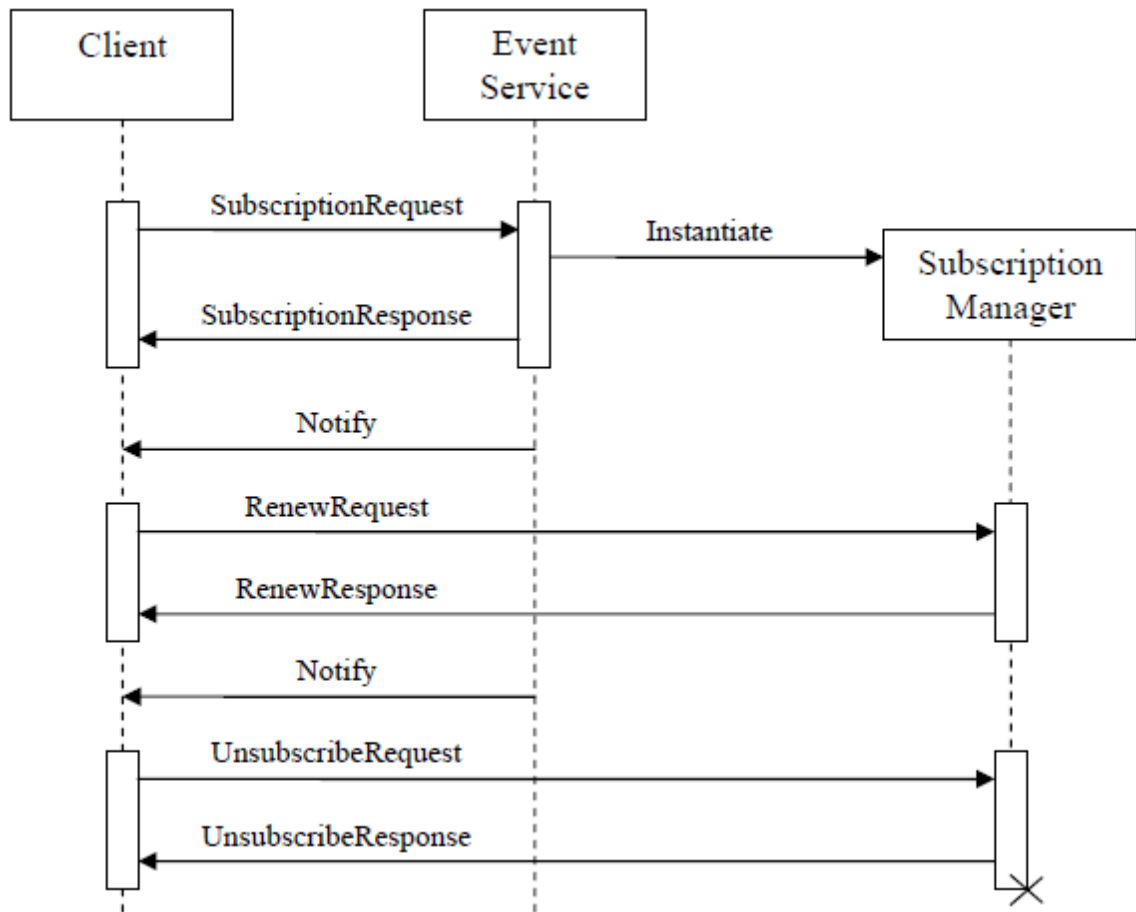 Client
Event
Service
SubscriptionRequest
Instantiate
Subscription
Manager
SubscriptionResponse
Notify
RenewRequest
RenewResponse
Notify
UnsubscribeRequest
UnsubscribeResponse